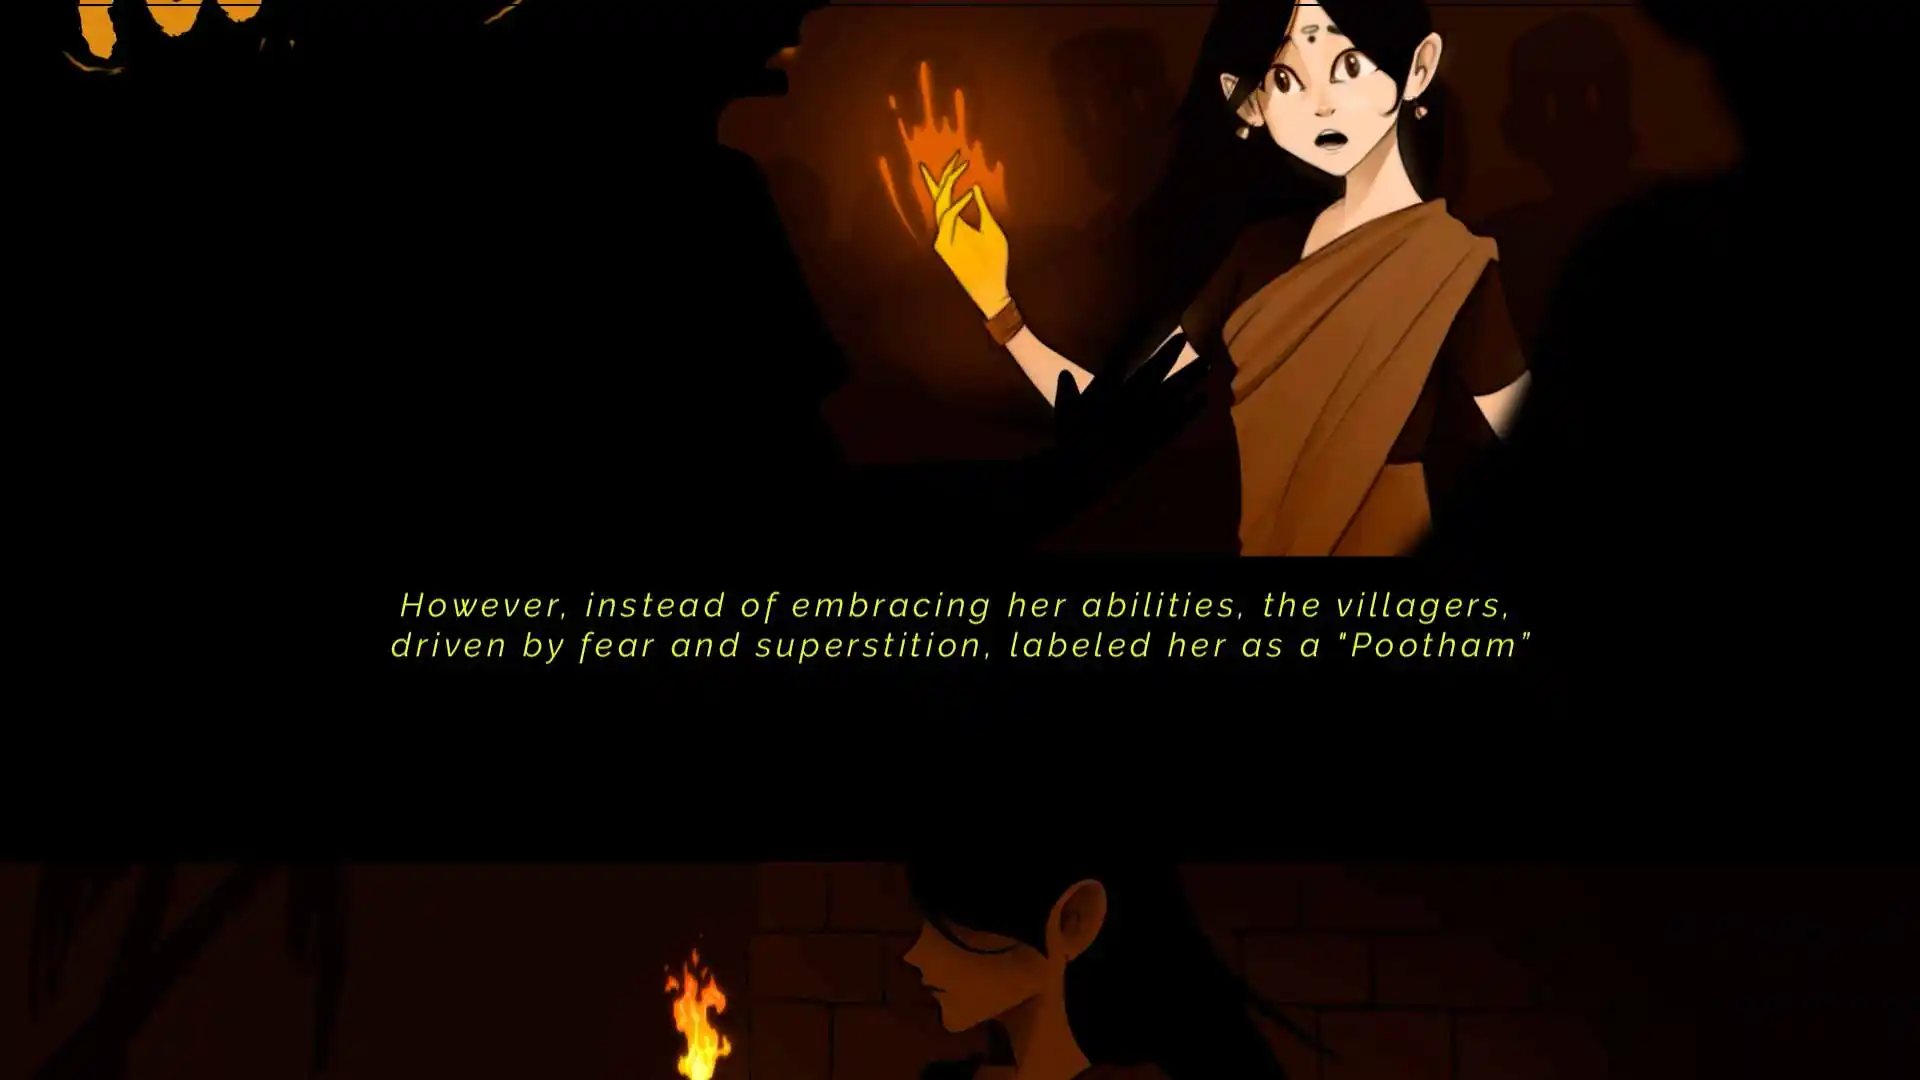 However, instead of embracing her abilities, the villagers,
driven by fear and superstition, labeled her as a "Pootham”